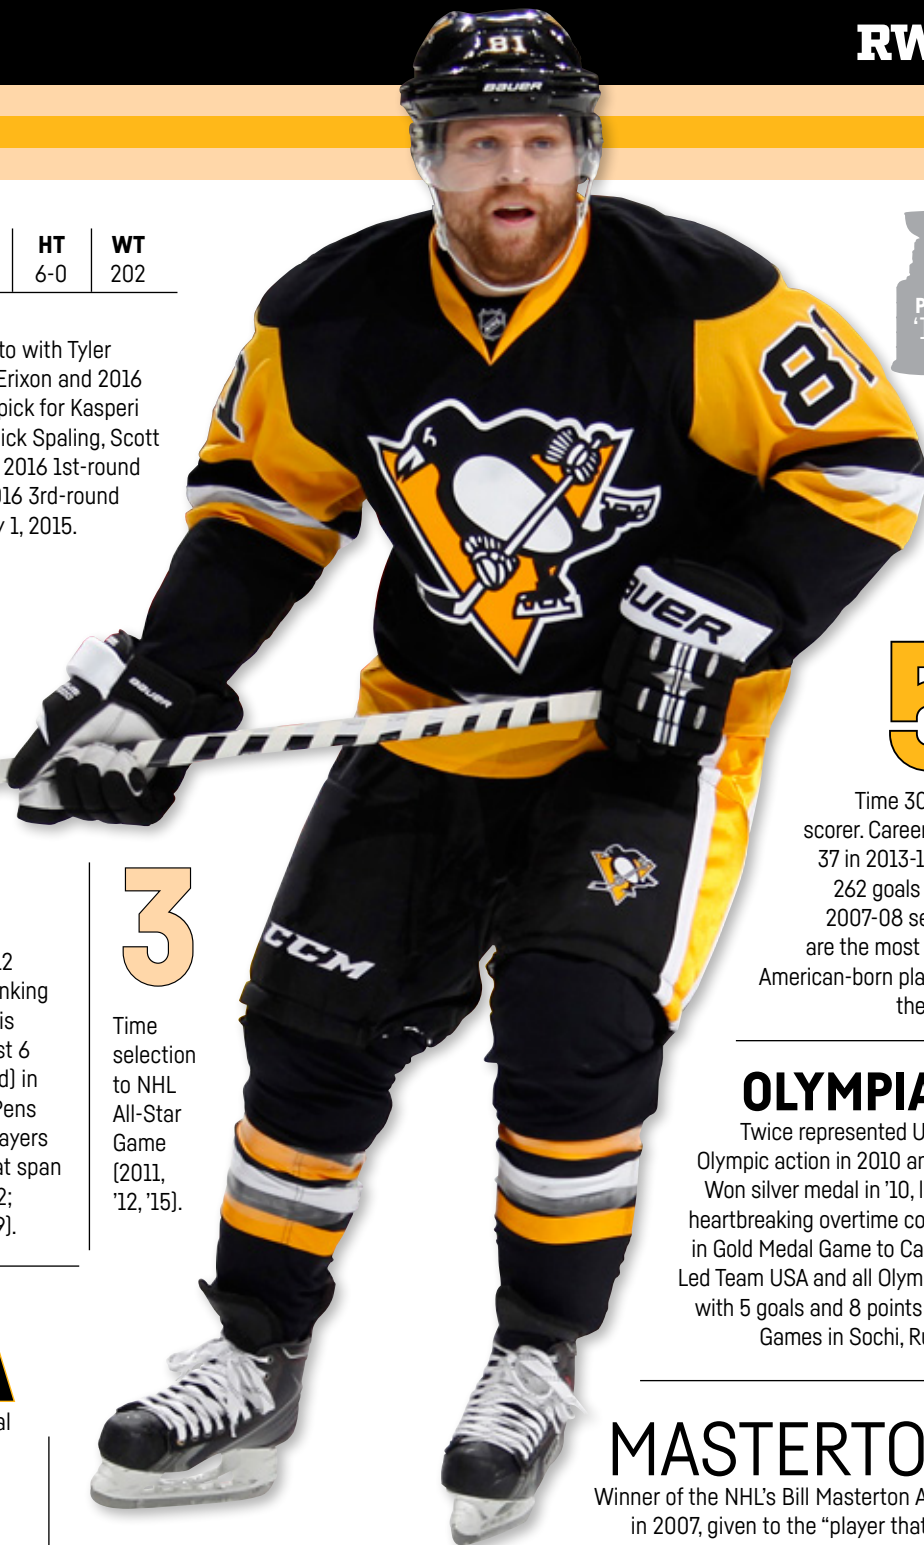 RW
81
BAUER
HT
6-0
WT
202
to with Tyler
Erixon and 2016
pick for Kasperi
ick Spaling, Scott
2016 1st-round
16 3rd-round
1, 2015.
81
BAUER
5
Time 30
scorer. Career
37 in 2013-1
262 goals
2007-08 se
are the most
American-born pla
the
CCM
12
nking
is
st 6
d) in
Pens
ayers
at span
2;
9).
3
Time
selection
to NHL
All-Star
Game
(2011,
’12, ’15).
OLYMPIA
Twice represented U
Olympic action in 2010 an
Won silver medal in ’10, l
heartbreaking overtime co
in Gold Medal Game to Ca
Led Team USA and all Olym
with 5 goals and 8 points
Games in Sochi, Ru
A
al
MASTERTO
Winner of the NHL’s Bill Masterton A
in 2007, given to the “player that